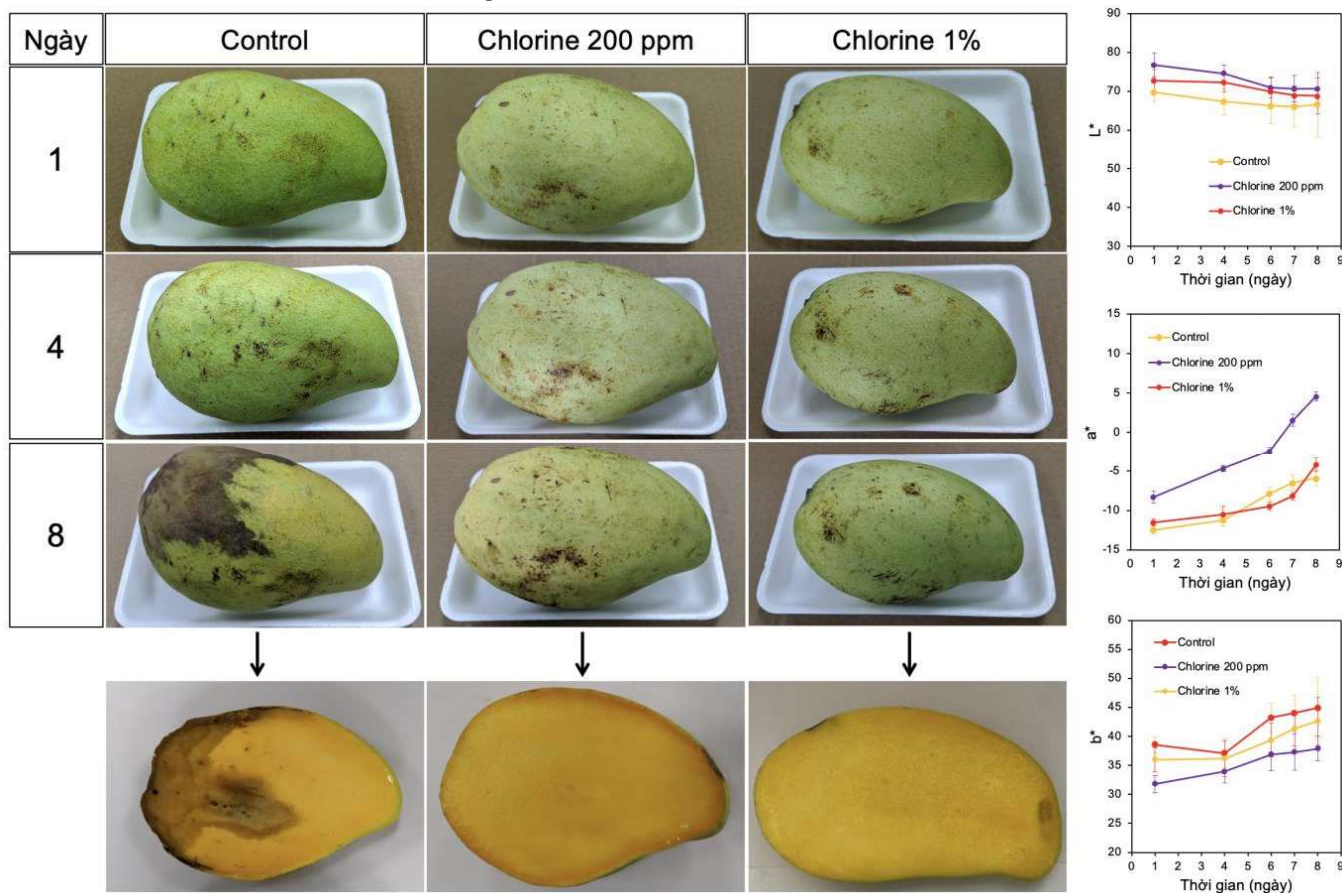 Ngày Control Chlorine 200 ppm Chlorine 1%
1
4
8
90
80
70
60
50
40
30
L*
Control
Chlorine 200 ppm
Chlorine 1%
0 1 2 3 4 5 6 7 8 9
Thời gian (ngày)
15
10
5
0
-5
-10
-15
a*
Control
Chlorine 200 ppm
Chlorine 1%
0 1 2 3 4 5 6 7 8 9
Thời gian (ngày)
60
55
50
45
40
35
30
25
20
b*
Control
Chlorine 200 ppm
Chlorine 1%
0 1 2 3 4 5 6 7 8 9
Thời gian (ngày)